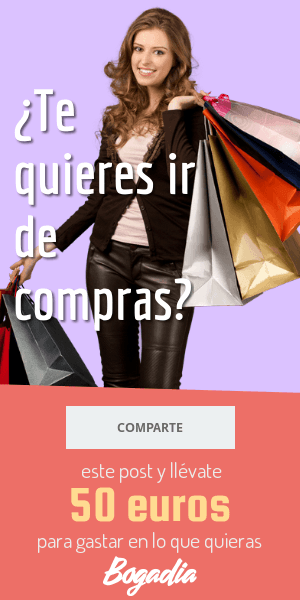 ¿Te
quieres ir
de
compras?
COMPARTE
este post y llévate
50 euros
para gastar en lo que quieras
Bogadia